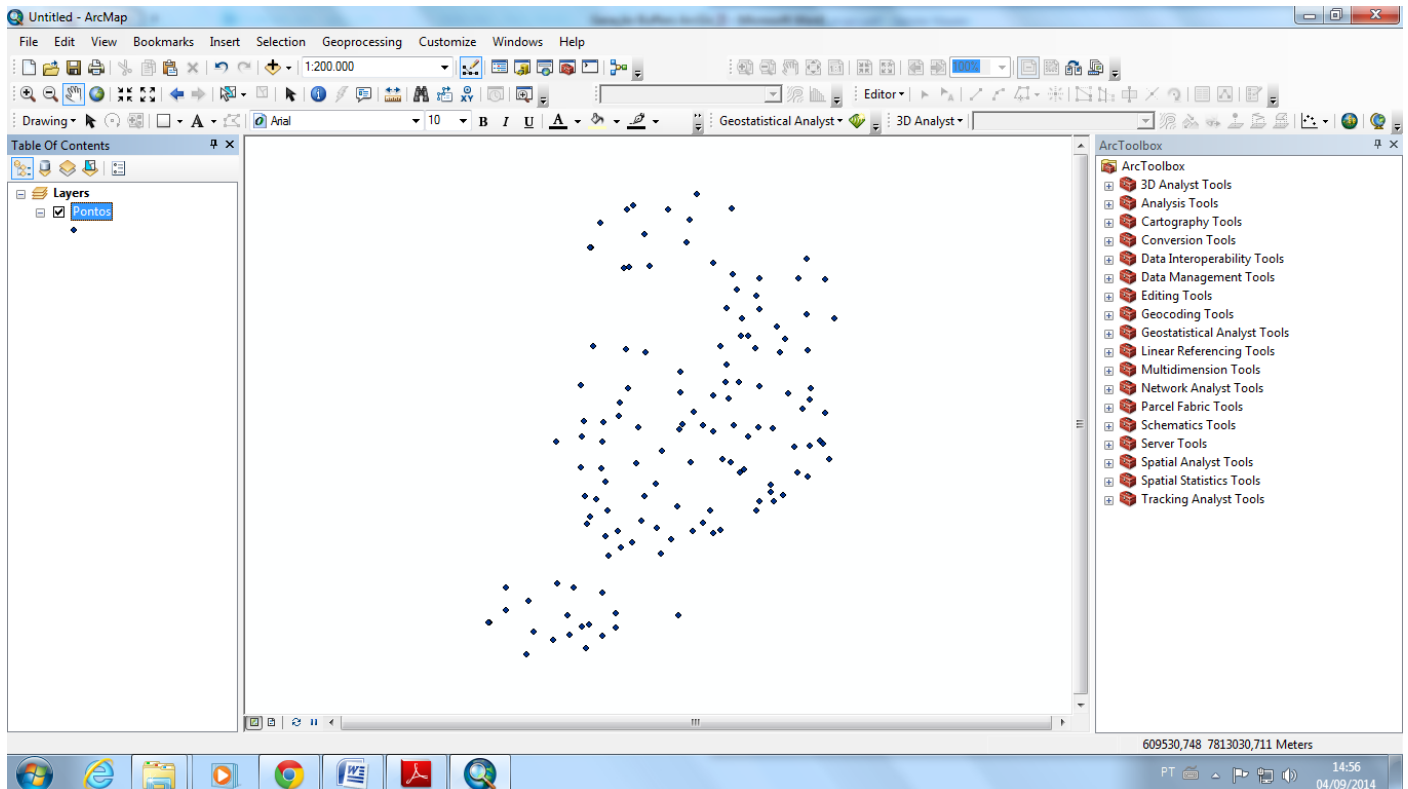 Untitled - ArcMap
File Edit View Bookmarks Insert Selection Geoprocessing Customize Windows Help
1:200.000 100%
Editor
Drawing A Arial 10 B I U A Geostatistical Analyst 3D Analyst
Table Of Contents
Layers
Pontos
ArcToolbox
ArcToolbox
3D Analyst Tools
Analysis Tools
Cartography Tools
Conversion Tools
Data Interoperability Tools
Data Management Tools
Editing Tools
Geocoding Tools
Geostatistical Analyst Tools
Linear Referencing Tools
Multidimension Tools
Network Analyst Tools
Parcel Fabric Tools
Schematics Tools
Server Tools
Spatial Analyst Tools
Spatial Statistics Tools
Tracking Analyst Tools
609530,748 7813030,711 Meters
PT 14:56
04/09/2014